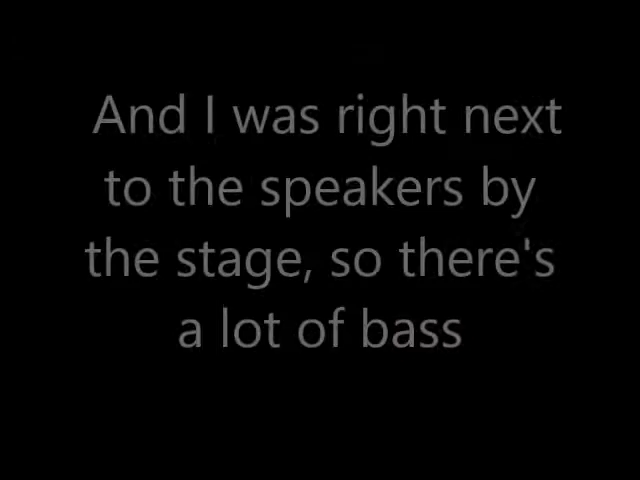 And I was right next
to the speakers by
the stage, so there's
a lot of bass